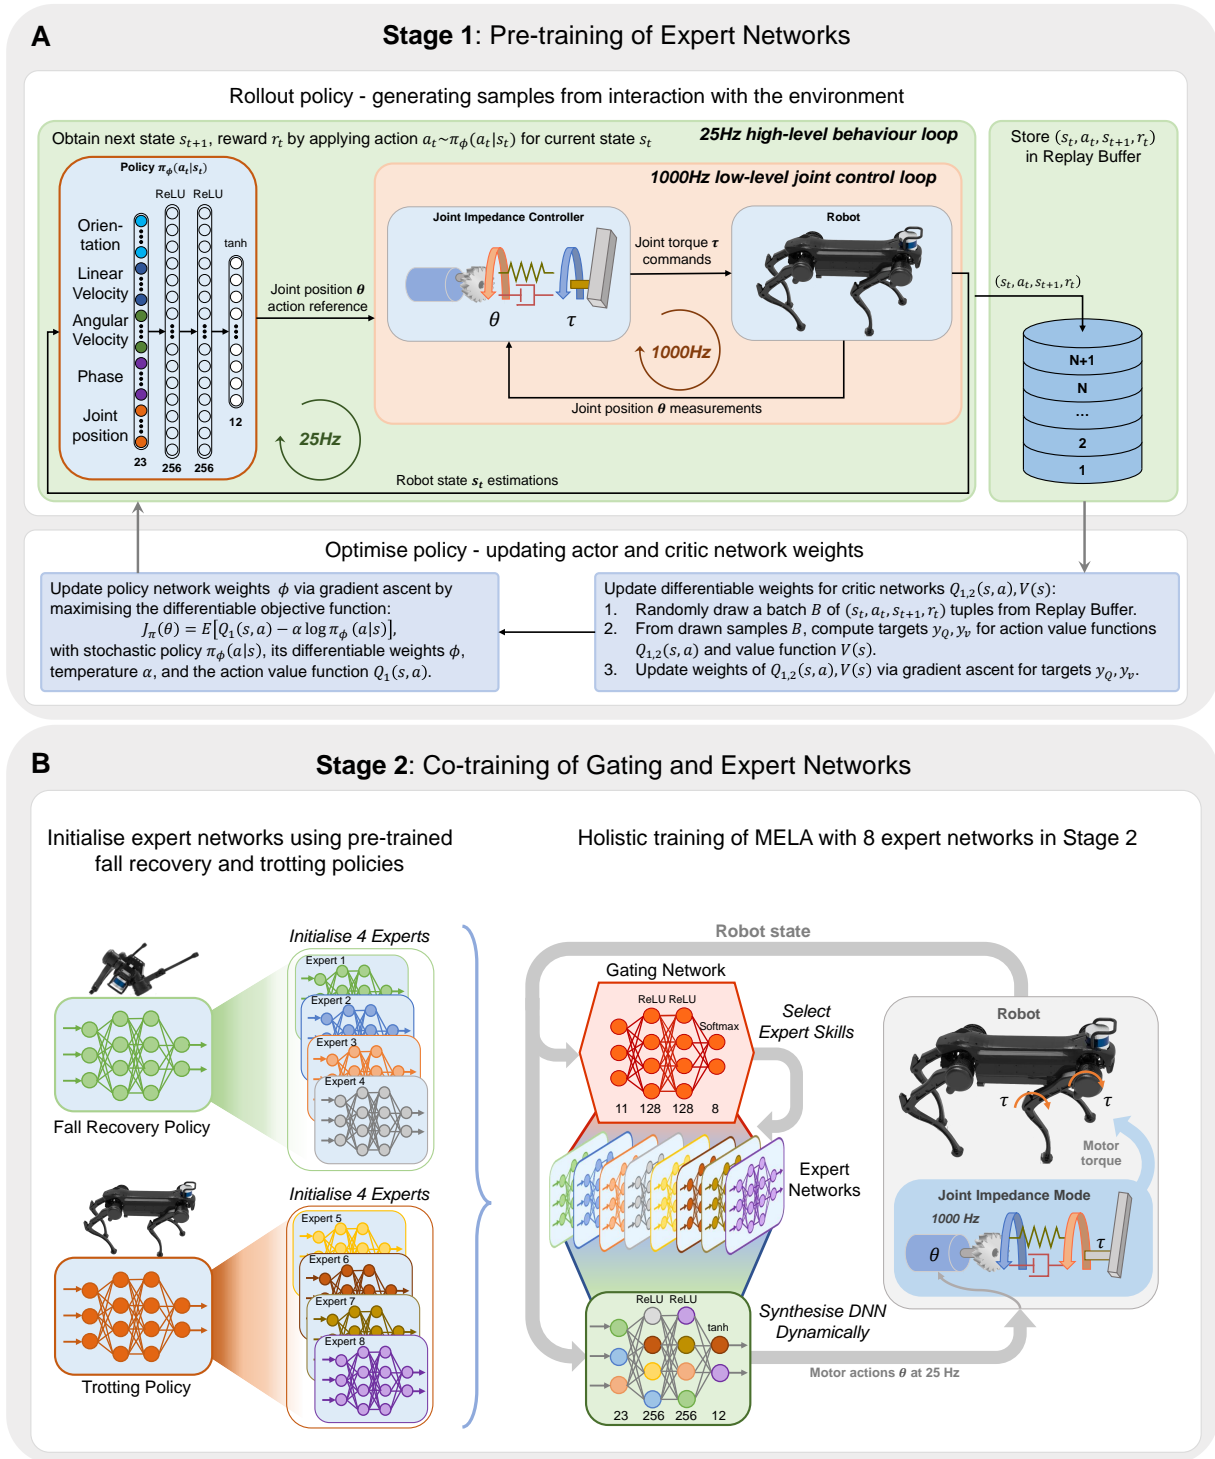 A
Stage 1: Pre-training of Expert Networks
Rollout policy - generating samples from interaction with the environment
Obtain next state s_{t+1}, reward r_t by applying action a_t~π_ϕ(a_t|s_t) for current state s_t
25Hz high-level behaviour loop
Policy π_ϕ(a_t|s_t)
ReLU ReLU
tanh
Orien-
tation
Linear
Velocity
Angular
Velocity
Phase
Joint
position
23
256
256
12
Joint position θ
action reference
25Hz
1000Hz low-level joint control loop
Joint Impedance Controller
θ
τ
Joint torque τ
commands
Robot
1000Hz
Joint position θ measurements
Robot state s_t estimations
Store (s_t, a_t, s_{t+1}, r_t)
in Replay Buffer
(s_t, a_t, s_{t+1}, r_t)
N+1
N
...
2
1
Optimise policy - updating actor and critic network weights
Update policy network weights ϕ via gradient ascent by
maximising the differentiable objective function:
J_π(θ) = E[Q_1(s, a) − α log π_ϕ (a|s)],
with stochastic policy π_ϕ(a|s), its differentiable weights ϕ,
temperature α, and the action value function Q_1(s, a).
Update differentiable weights for critic networks Q_{1,2}(s, a), V(s):
1. Randomly draw a batch B of (s_t, a_t, s_{t+1}, r_t) tuples from Replay Buffer.
2. From drawn samples B, compute targets y_Q, y_v for action value functions
Q_{1,2}(s, a) and value function V(s).
3. Update weights of Q_{1,2}(s, a), V(s) via gradient ascent for targets y_Q, y_v.
B
Stage 2: Co-training of Gating and Expert Networks
Initialise expert networks using pre-trained
fall recovery and trotting policies
Initialise 4 Experts
Expert 1
Expert 2
Expert 3
Expert 4
Fall Recovery Policy
Initialise 4 Experts
Expert 5
Expert 6
Expert 7
Expert 8
Trotting Policy
Holistic training of MELA with 8 expert networks in Stage 2
Robot state
Gating Network
ReLU ReLU
Softmax
11
128
128
8
Select
Expert Skills
Expert
Networks
ReLU ReLU
tanh
23
256
256
12
Synthesise DNN
Dynamically
Motor actions θ at 25 Hz
Robot
τ
τ
Motor
torque
Joint Impedance Mode
1000 Hz
θ
τ